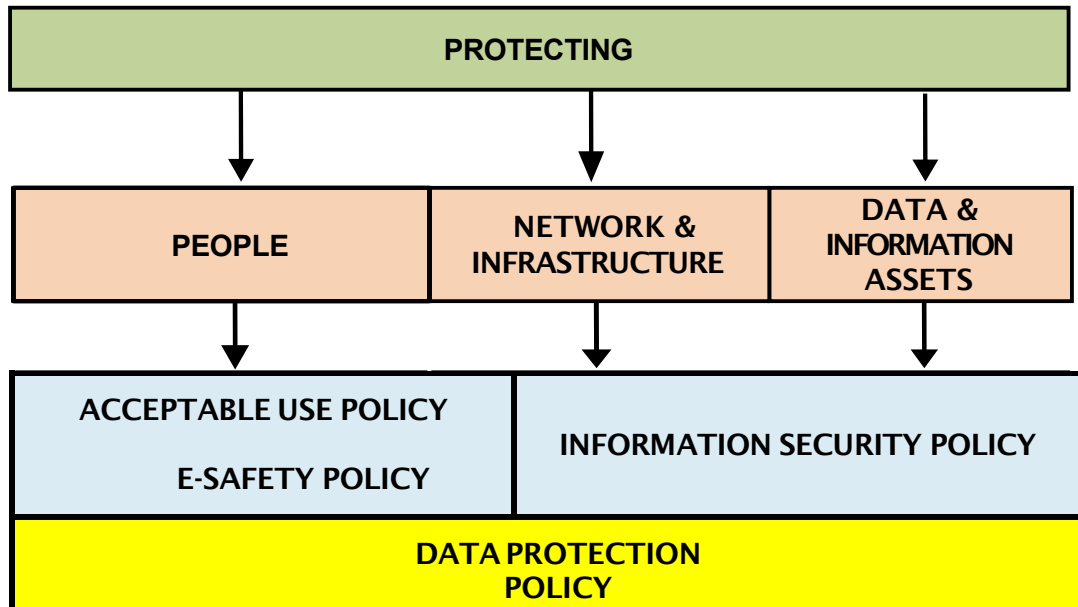 PROTECTING
PEOPLE
NETWORK &
INFRASTRUCTURE
DATA &
INFORMATION
ASSETS
ACCEPTABLE USE POLICY
E-SAFETY POLICY
INFORMATION SECURITY POLICY
DATA PROTECTION
POLICY